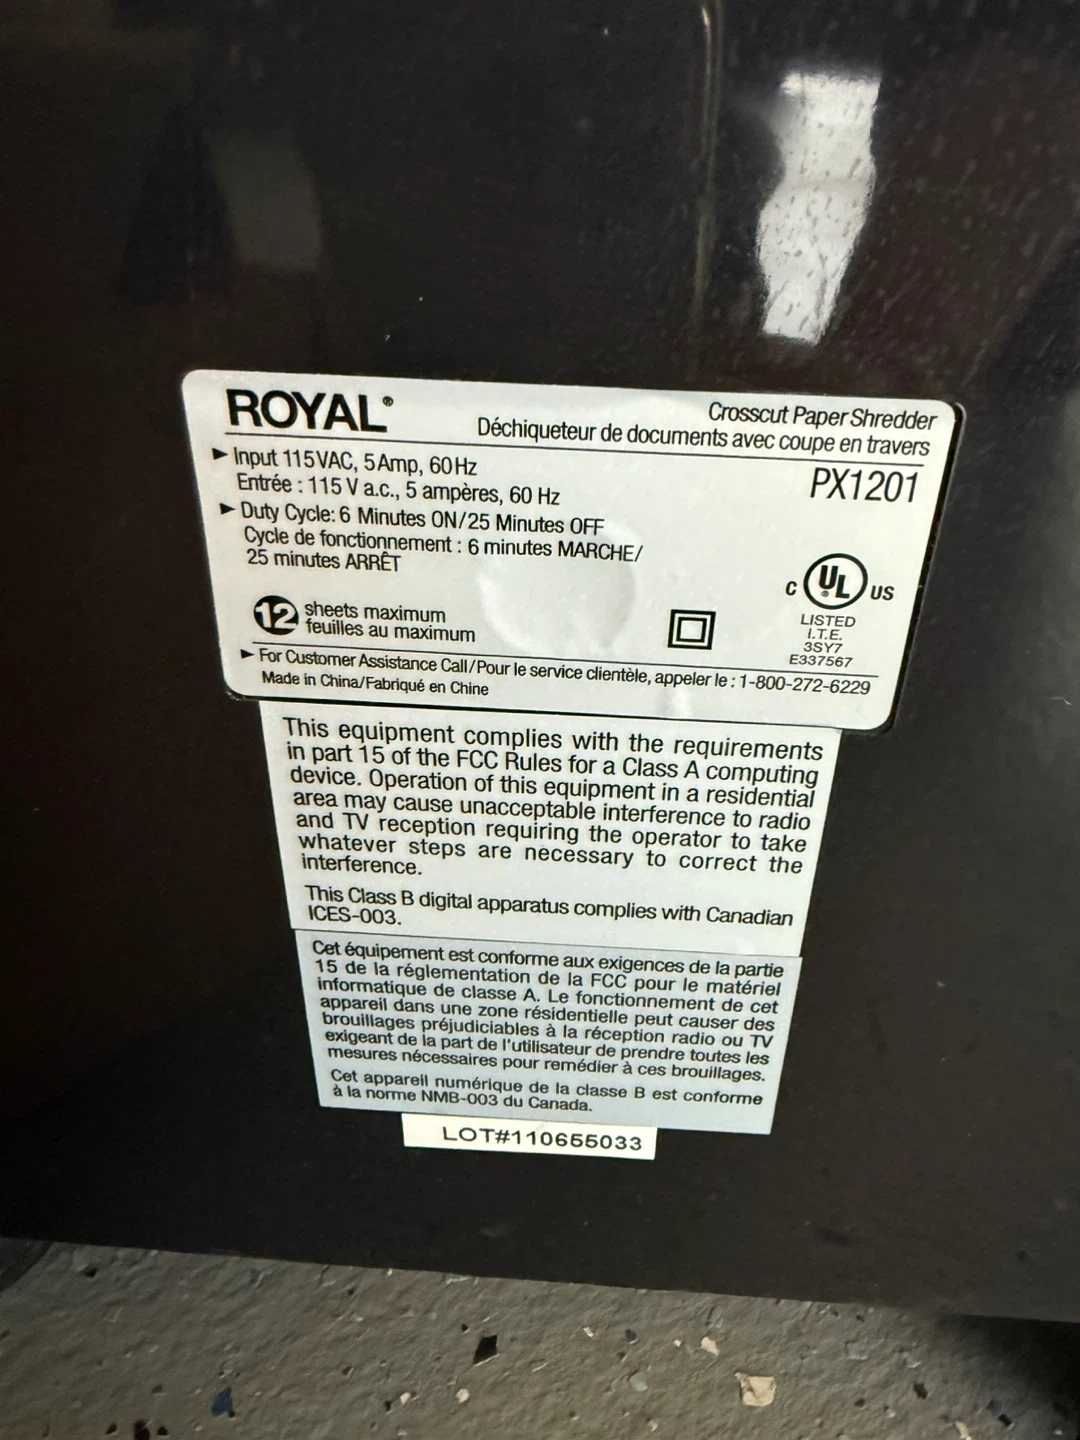 ROYAL®
Crosscut Paper Shredder
Déchiqueteur de documents avec coupe en travers
► Input 115VAC, 5Amp, 60Hz
Entrée : 115 V a.c., 5 ampères, 60 Hz
PX1201
► Duty Cycle: 6 Minutes ON/25 Minutes OFF
Cycle de fonctionnement : 6 minutes MARCHE/
25 minutes ARRÊT
12 sheets maximum
feuilles au maximum
C UL® US
LISTED
I.T.E.
3SY7
E337567
► For Customer Assistance Call/Pour le service clientèle, appeler le : 1-800-272-6229
Made in China/Fabriqué en Chine
This equipment complies with the requirements
in part 15 of the FCC Rules for a Class A computing
device. Operation of this equipment in a residential
area may cause unacceptable interference to radio
and TV reception requiring the operator to take
whatever steps are necessary to correct the
interference.
This Class B digital apparatus complies with Canadian
ICES-003.
Cet équipement est conforme aux exigences de la partie
15 de la réglementation de la FCC pour le matériel
informatique de classe A. Le fonctionnement de cet
appareil dans une zone résidentielle peut causer des
brouillages préjudiciables à la réception radio ou TV
exigeant de la part de l'utilisateur de prendre toutes les
mesures nécessaires pour remédier à ces brouillages.
Cet appareil numérique de la classe B est conforme
à la norme NMB-003 du Canada.
LOT#110655033